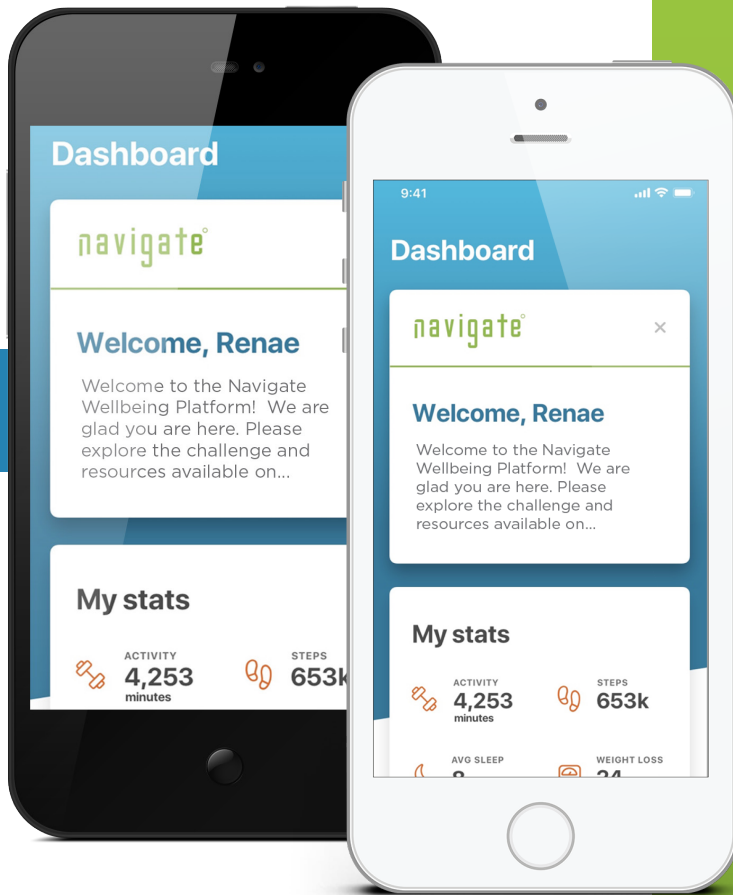 Dashboard
navigate
Welcome, Renae
Welcome to the Navigate
Wellbeing Platform!  We are
glad you are here. Please
explore the challenge and
resources available on...
My stats
ACTIVITY
4,253
minutes
STEPS
653k
9:41
Dashboard
navigate
Welcome, Renae
Welcome to the Navigate
Wellbeing Platform!  We are
glad you are here. Please
explore the challenge and
resources available on...
My stats
ACTIVITY
4,253
minutes
STEPS
653k
AVG SLEEP
WEIGHT LOSS